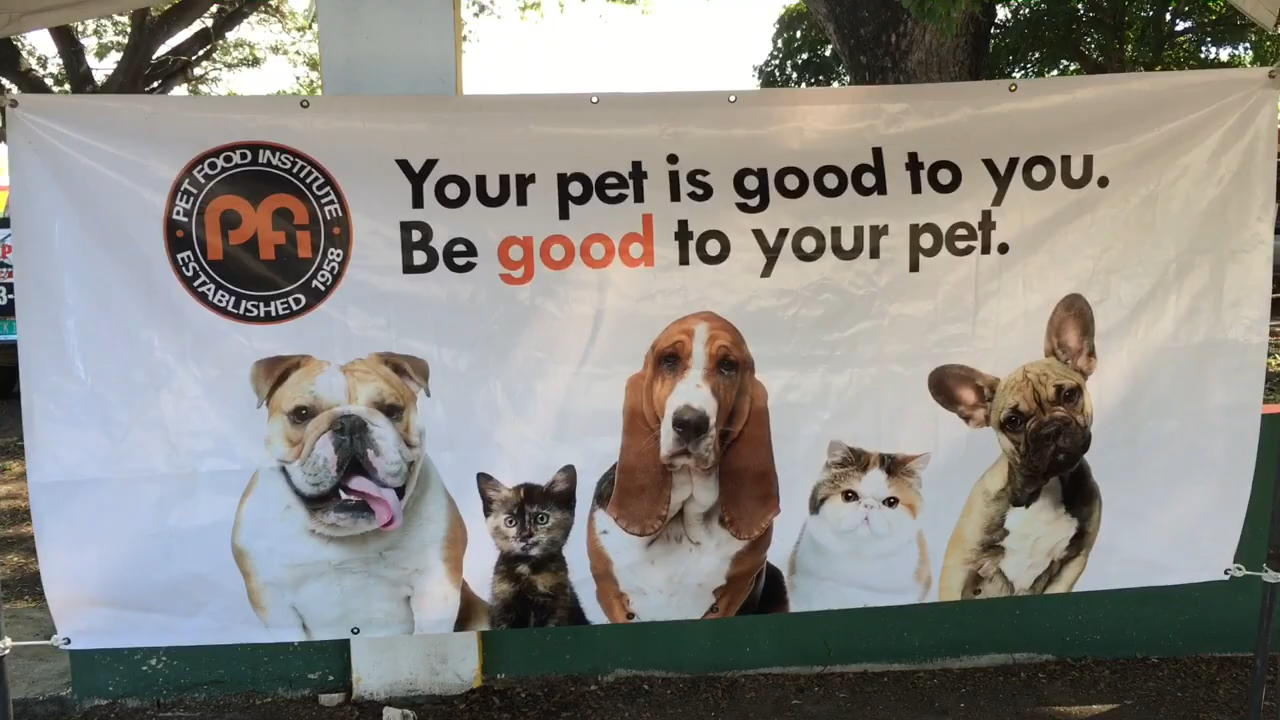 PET FOOD INSTITUTE
PFi
ESTABLISHED 1958
Your pet is good to you.
Be good to your pet.